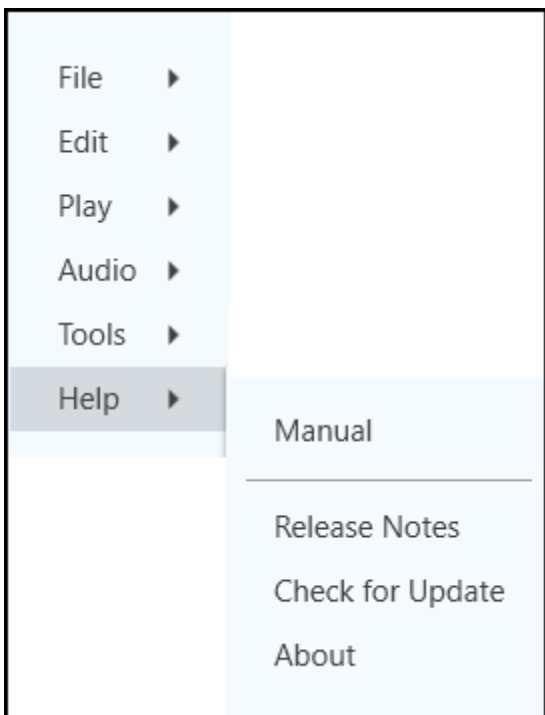 File
Edit
Play
Audio
Tools
Help
Manual
Release Notes
Check for Update
About